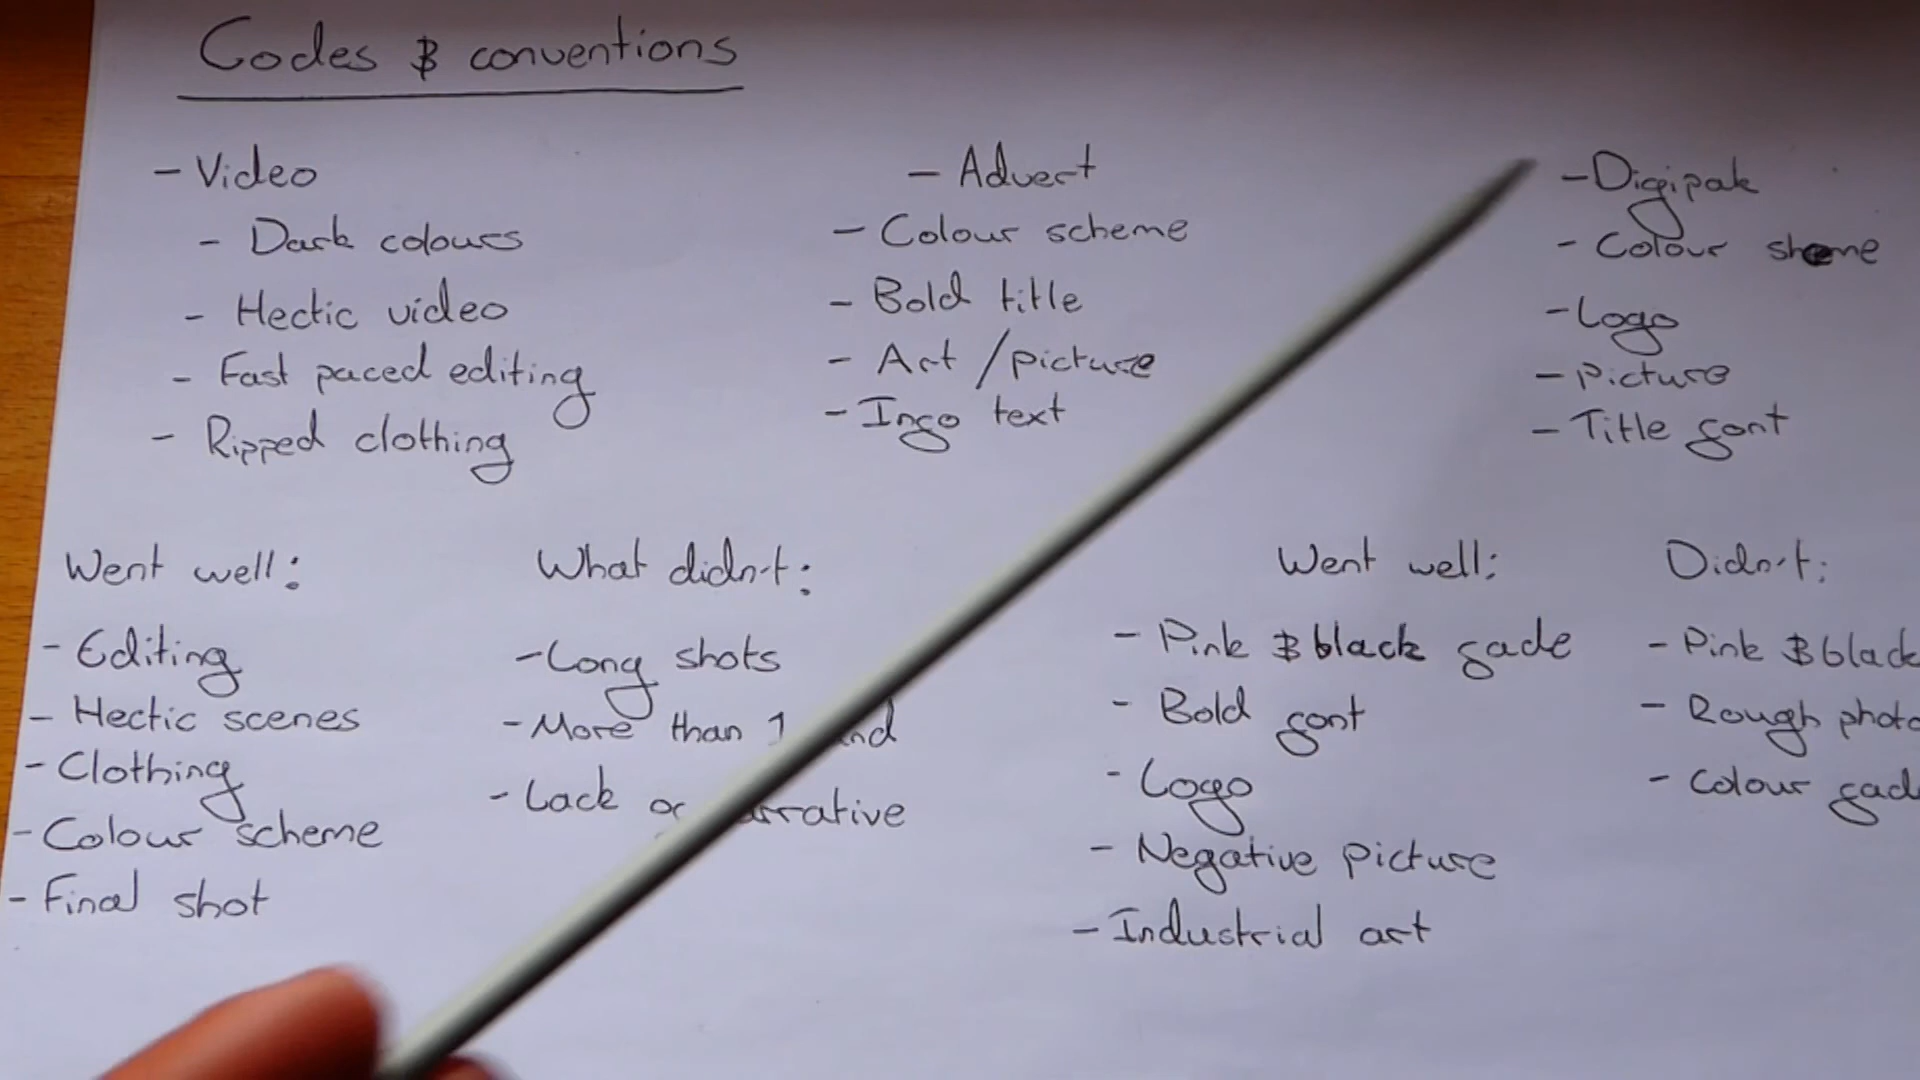 Codes & conventions
- Video
- Dark colours
- Hectic video
- Fast paced editing
- Ripped clothing
- Advert
- Colour scheme
- Bold title
- Art / picture
- Info text
- Digipak
- Colour sheme
- Logo
- Picture
- Title font
Went well:
- Editing
- Hectic scenes
- Clothing
- Colour scheme
- Final shot
What didn't:
- Long shots
- More than 1
- Lack
Went well:
- Pink & black fade
- Bold font
- Logo
- Negative picture
- Industrial art
Didn't:
- Pink & black
- Rough photo
- Colour